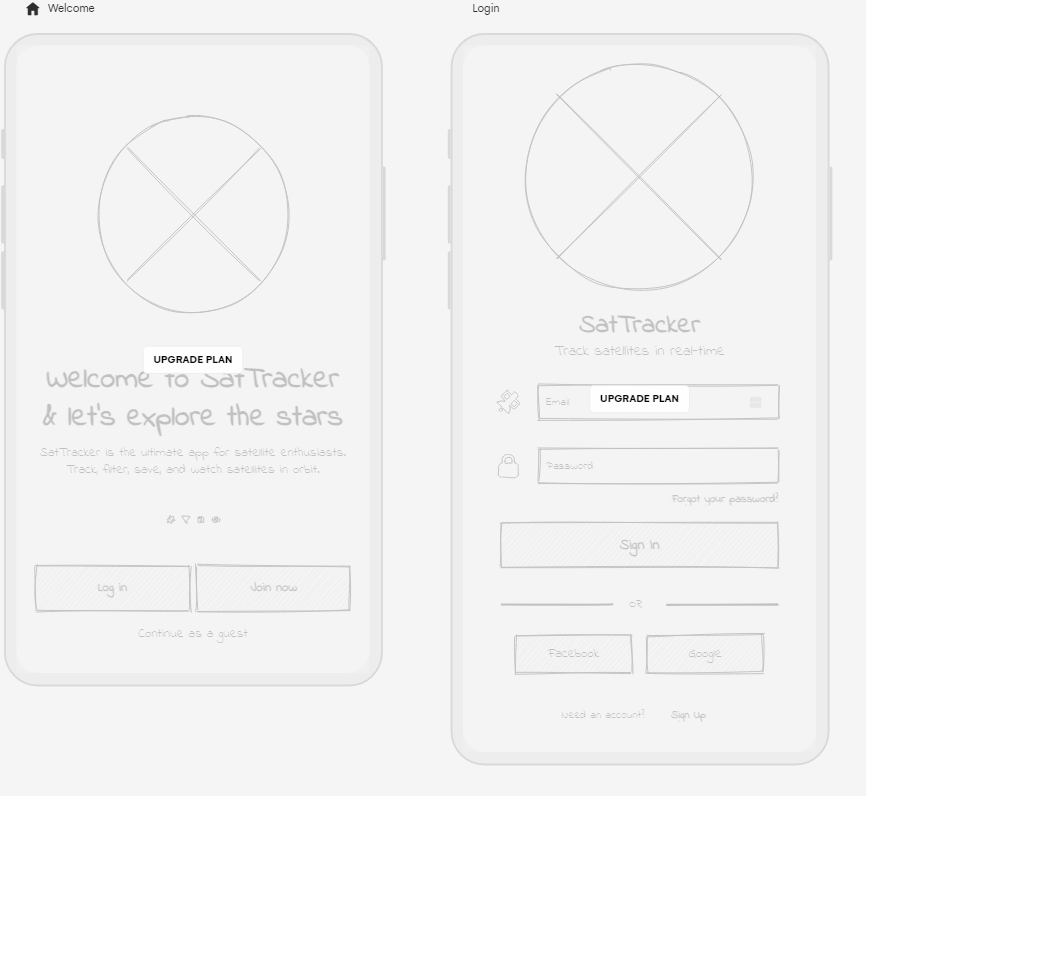 Welcome
UPGRADE PLAN
Welcome to SatTracker
& let's explore the stars
SatTracker is the ultimate app for satellite enthusiasts.
Track, filter, save, and watch satellites in orbit.
Log in
Join now
Continue as a guest
Login
SatTracker
Track satellites in real-time
Email
UPGRADE PLAN
Password
Forgot your password?
Sign in
OR
Facebook
Google
Need an account? Sign Up